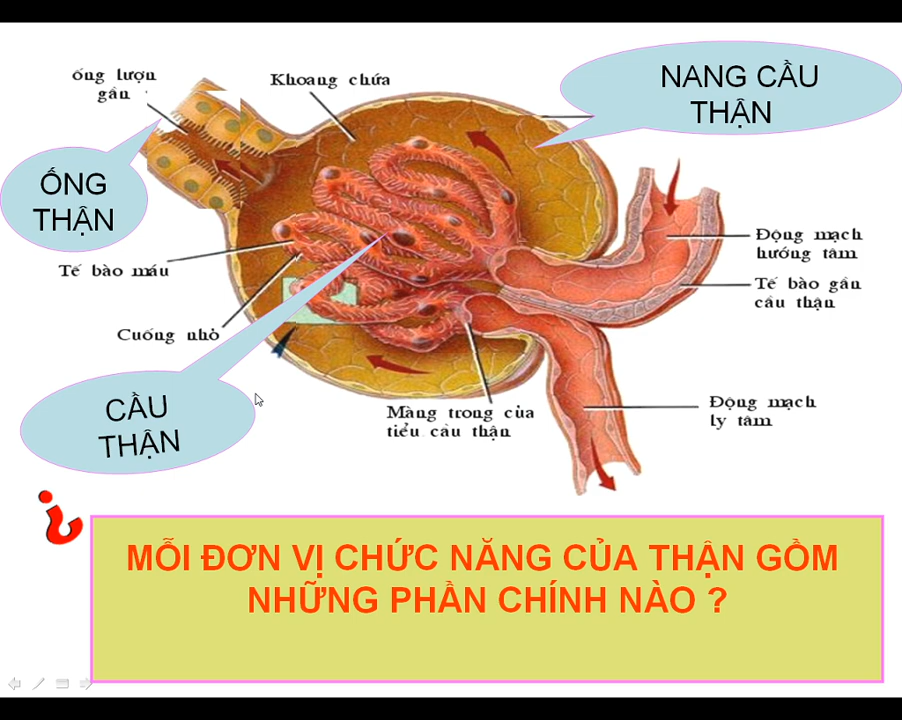 ống lượn
gần
Khoang chứa
NANG CẦU
THẬN
ỐNG
THẬN
Động mạch
hướng tâm
Tế bào máu
Tế bào gần
cầu thận
Cuống nhỏ
CẦU
THẬN
Màng trong của
tiểu cầu thận
Động mạch
ly tâm
MỖI ĐƠN VỊ CHỨC NĂNG CỦA THẬN GỒM
NHỮNG PHẦN CHÍNH NÀO ?